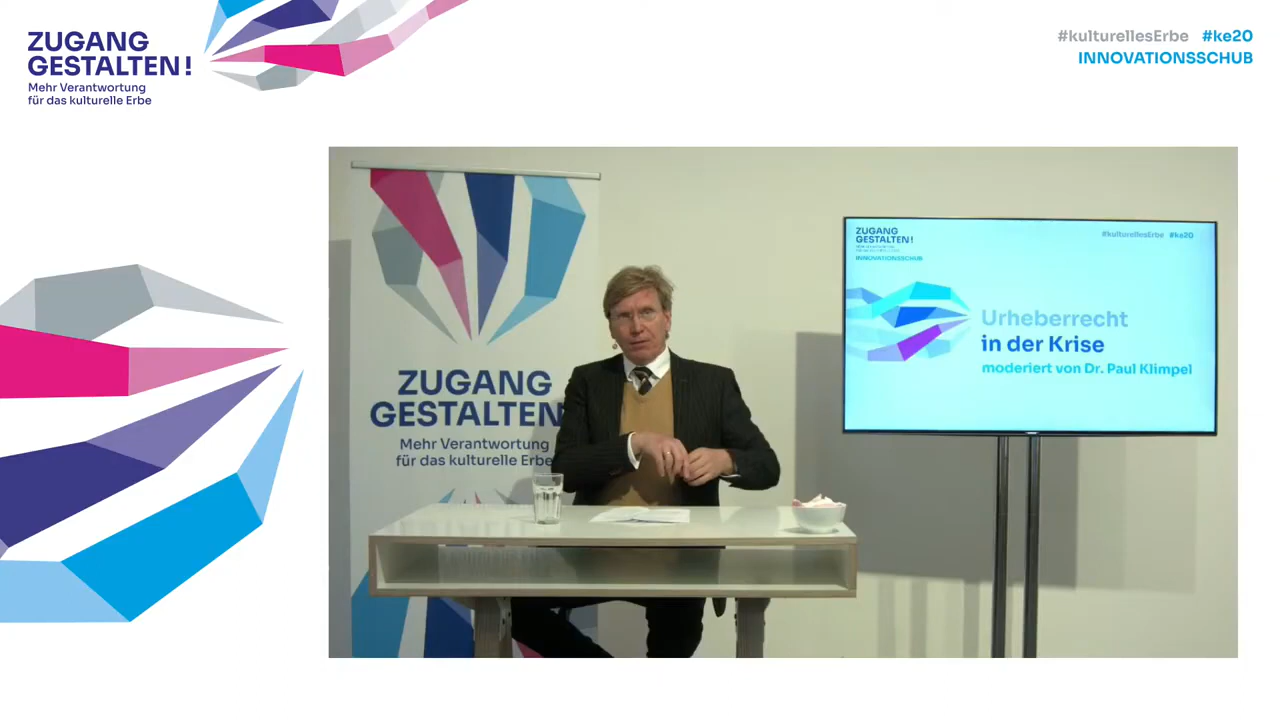 ZUGANG
GESTALTEN!
Mehr Verantwortung
für das kulturelle Erbe
#kulturellesErbe #ke20
INNOVATIONSSCHUB
ZUGANG
GESTALTEN
Mehr Verantwortung
für das kulturelle Erbe
ZUGANG
GESTALTEN!
INNOVATIONSSCHUB
#kulturellesErbe #ke20
Urheberrecht
in der Krise
moderiert von Dr. Paul Klimpel